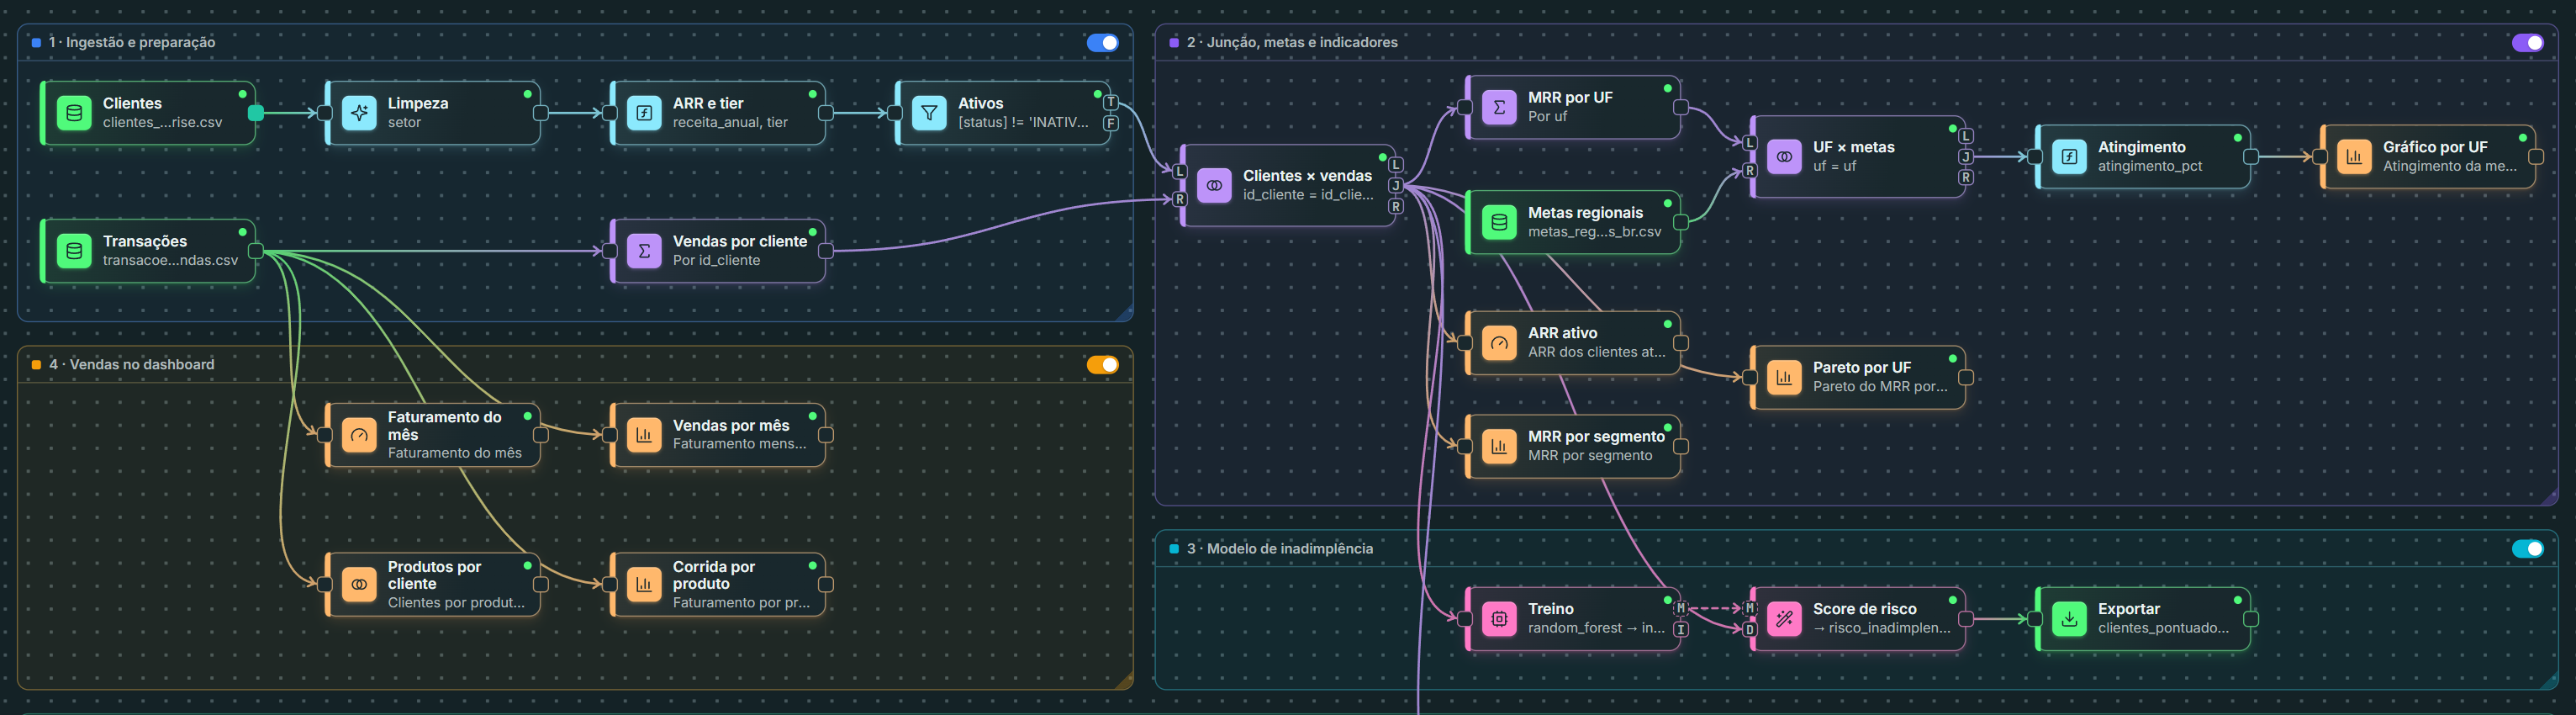 1 · Ingestão e preparação
Clientes
clientes_...rise.csv
Limpeza
setor
ARR e tier
receita_anual, tier
Ativos
[status] != 'INATIV...
T
F
Transações
transacoe...ndas.csv
Vendas por cliente
Por id_cliente
4 · Vendas no dashboard
Faturamento do
mês
Faturamento do mês
Vendas por mês
Faturamento mens...
Produtos por
cliente
Clientes por produt...
Corrida por
produto
Faturamento por pr...
2 · Junção, metas e indicadores
L
R
Clientes × vendas
id_cliente = id_clie...
L
J
R
MRR por UF
Por uf
Metas regionais
metas_reg...s_br.csv
L
R
UF × metas
uf = uf
L
J
R
Atingimento
atingimento_pct
Gráfico por UF
Atingimento da me...
ARR ativo
ARR dos clientes at...
Pareto por UF
Pareto do MRR por...
MRR por segmento
MRR por segmento
3 · Modelo de inadimplência
Treino
random_forest → in...
M
I
M
D
Score de risco
→ risco_inadimplen...
Exportar
clientes_pontuado...